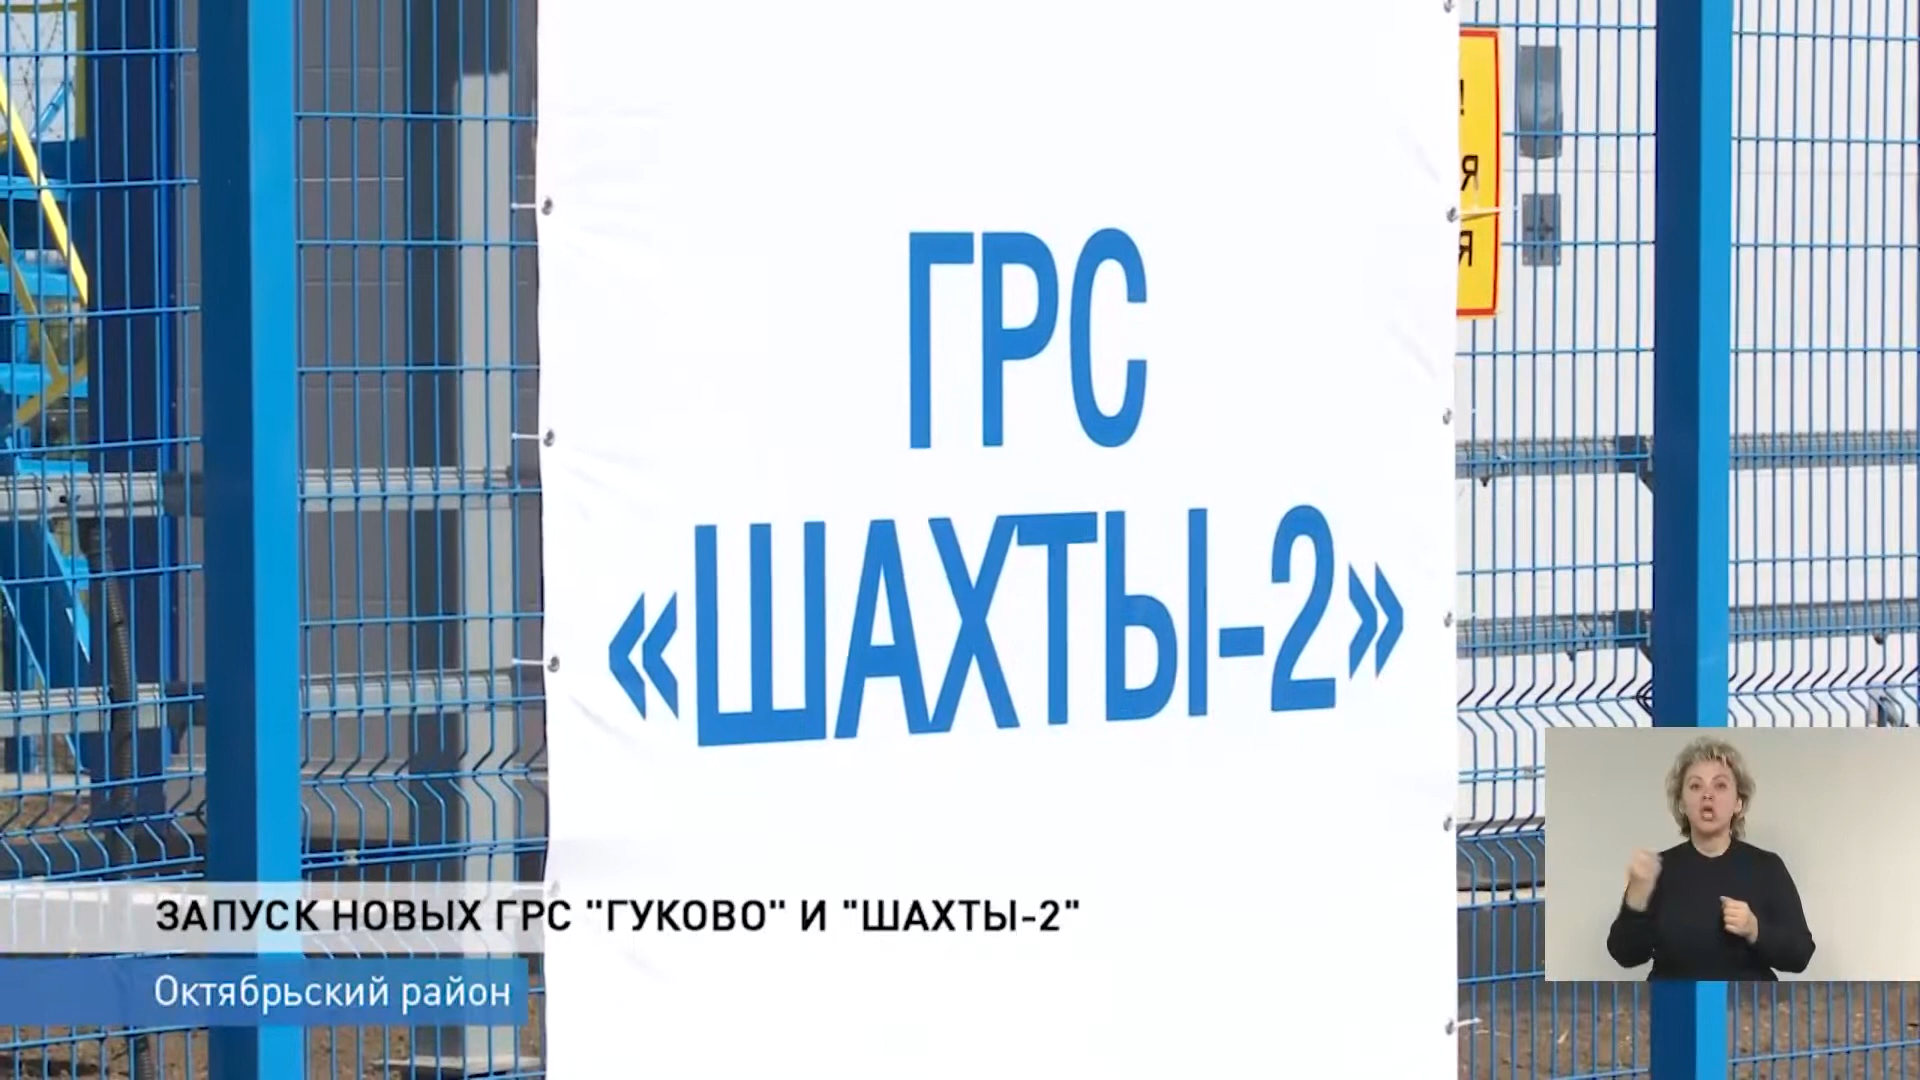 ГРС
«ШАХТЫ-2»
ЗАПУСК НОВЫХ ГРС "ГУКОВО" И "ШАХТЫ-2"
Октябрьский район